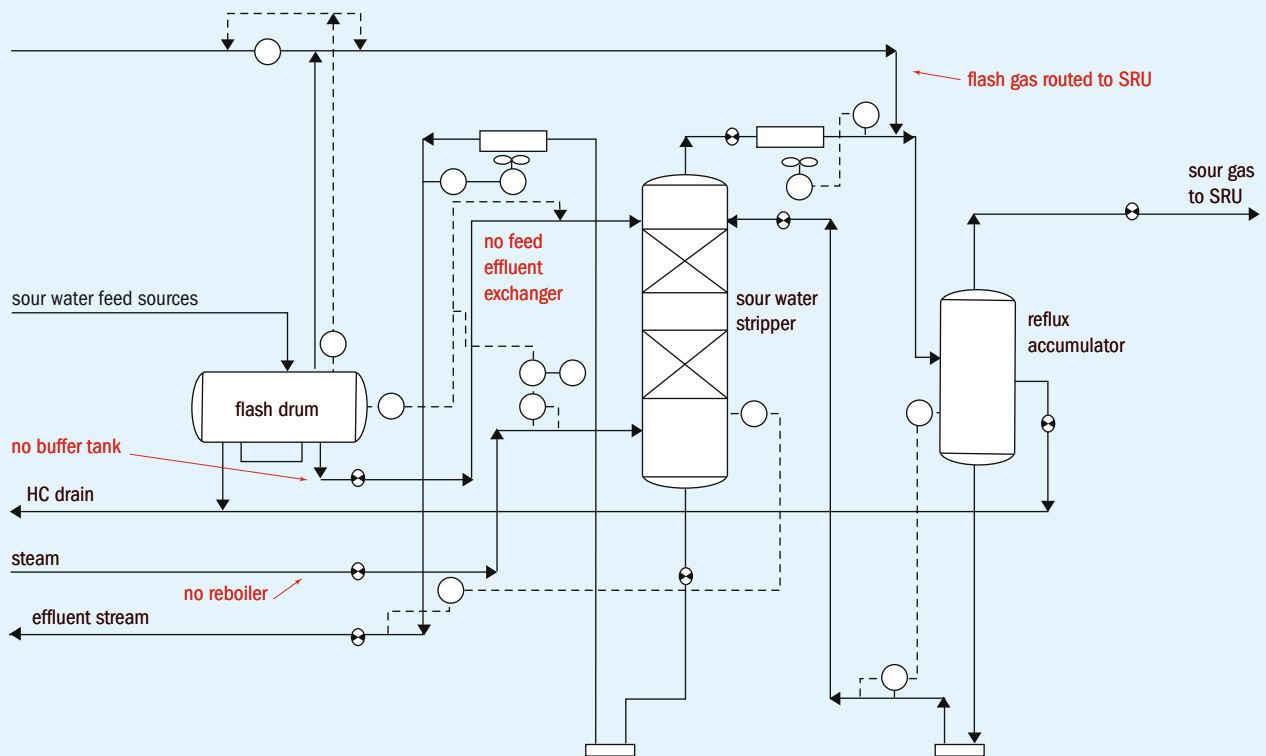 flash gas routed to SRU
sour gas
to SRU
no feed
effluent
exchanger
sour water feed sources
sour water
stripper
reflux
accumulator
flash drum
no buffer tank
HC drain
steam
no reboiler
effluent stream